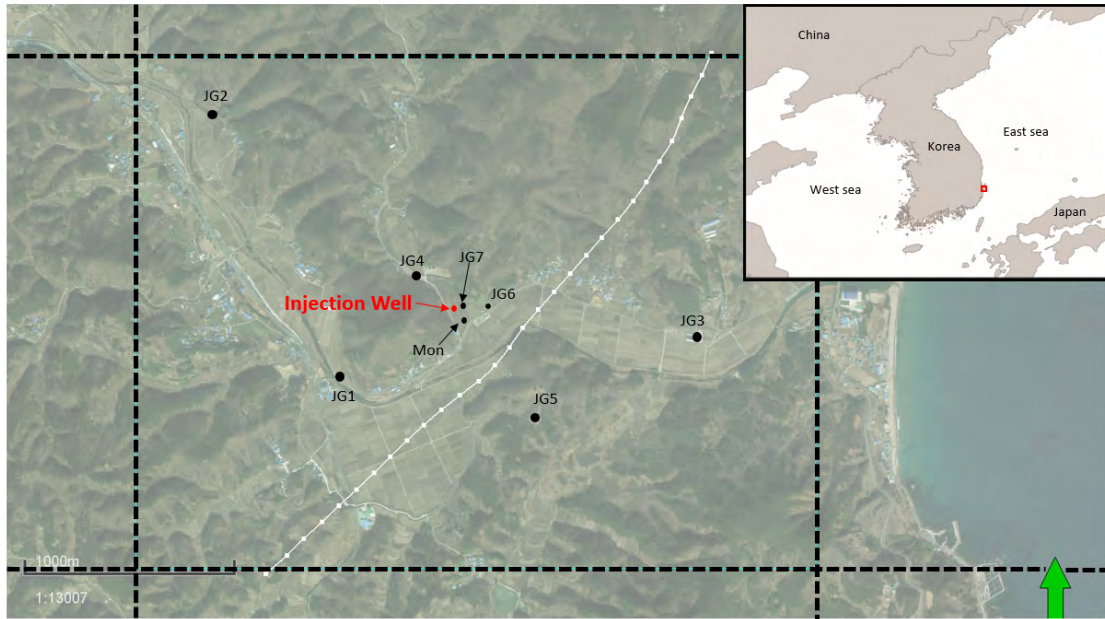 China
JG2
Korea
East sea
West sea
Japan
JG4
JG7
Injection Well
JG6
Mon
JG3
JG1
JG5
1000m
1:13007